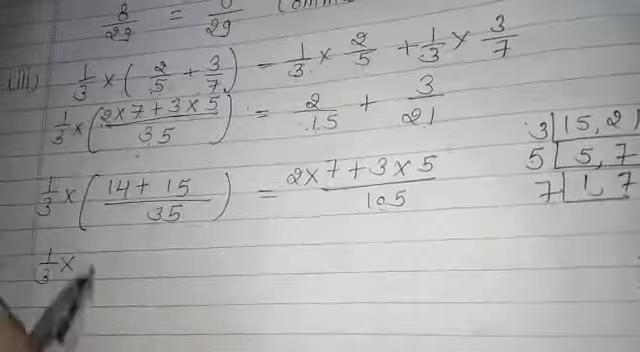 8/29 = 8/29
(iii) 1/3 × (2/5 + 3/7) = 1/3 × 2/5 + 1/3 × 3/7
1/3 × (2×7+3×5/35) = 2/15 + 3/21
3 | 15, 21
5 | 5, 7
7 | 1, 7
1/3 × (14+15/35) = 2×7+3×5/105
1/3 ×